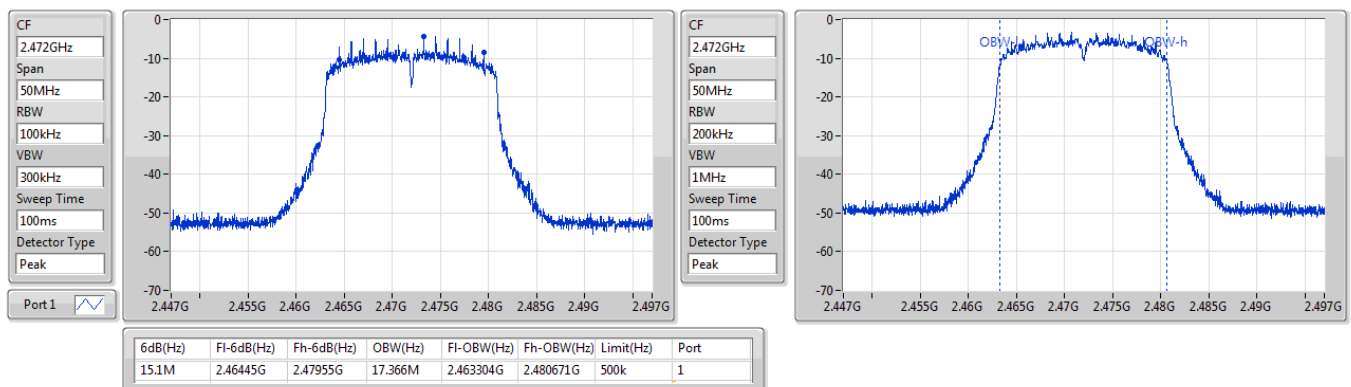 CF
2.472GHz
Span
50MHz
RBW
100kHz
VBW
300kHz
Sweep Time
100ms
Detector Type
Peak
Port 1
0-
-10-
-20-
-30-
-40-
-50-
-60-
-70-
2.447G 2.455G 2.46G 2.465G 2.47G 2.475G 2.48G 2.485G 2.49G 2.497G
CF
2.472GHz
Span
50MHz
RBW
200kHz
VBW
1MHz
Sweep Time
100ms
Detector Type
Peak
0-
-10-
-20-
-30-
-40-
-50-
-60-
-70-
OBW-l OBW-h
2.447G 2.455G 2.46G 2.465G 2.47G 2.475G 2.48G 2.485G 2.49G 2.497G
6dB(Hz) Fl-6dB(Hz) Fh-6dB(Hz) OBW(Hz) Fl-OBW(Hz) Fh-OBW(Hz) Limit(Hz) Port
15.1M 2.46445G 2.47955G 17.366M 2.463304G 2.480671G 500k 1